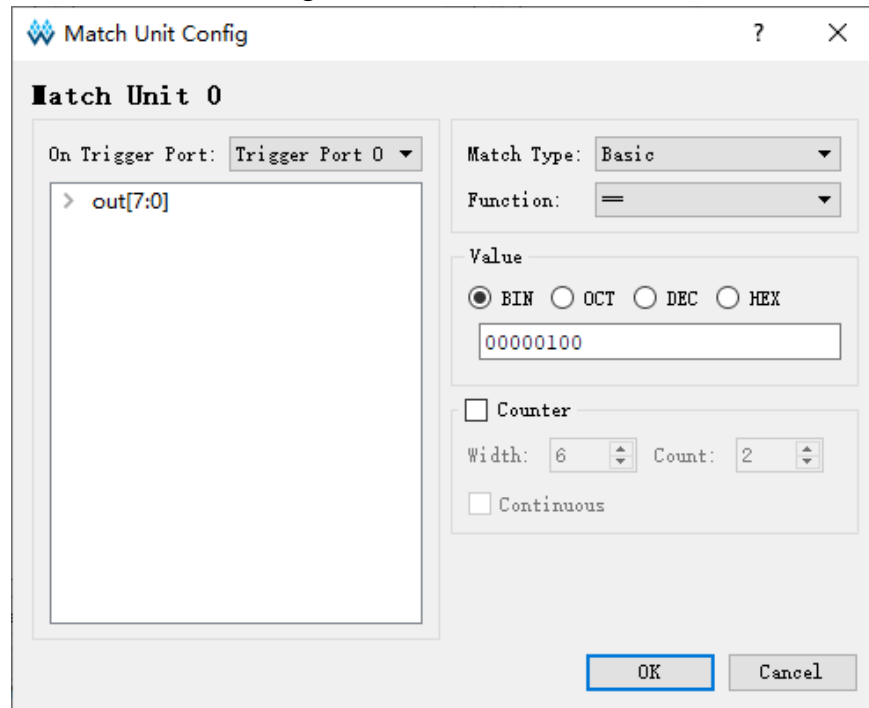 Match Unit Config
?
Match Unit 0
On Trigger Port: Trigger Port 0
out[7:0]
Match Type: Basic
Function: ==
Value
BIN OCT DEC HEX
00000100
Counter
Width: 6 Count: 2
Continuous
OK Cancel